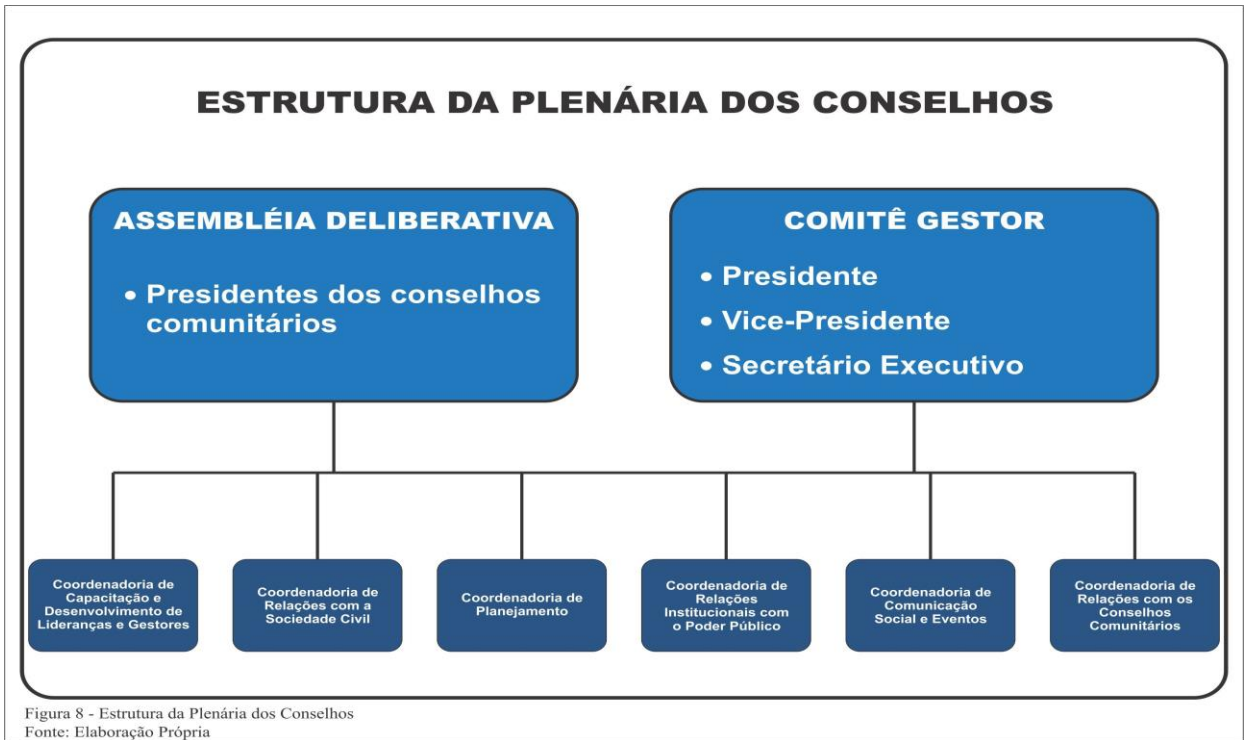 ESTRUTURA DA PLENÁRIA DOS CONSELHOS
ASSEMBLÉIA DELIBERATIVA
• Presidentes dos conselhos
comunitários
COMITÊ GESTOR
• Presidente
• Vice-Presidente
• Secretário Executivo
Coordenadoria de
Capacitação e
Desenvolvimento de
Lideranças e Gestores
Coordenadoria de
Relações com a
Sociedade Civil
Coordenadoria de
Planejamento
Coordenadoria de
Relações
Institucionais com
o Poder Público
Coordenadoria de
Comunicação
Social e Eventos
Coordenadoria de
Relações com os
Conselhos
Comunitários
Figura 8 - Estrutura da Plenária dos Conselhos
Fonte: Elaboração Própria